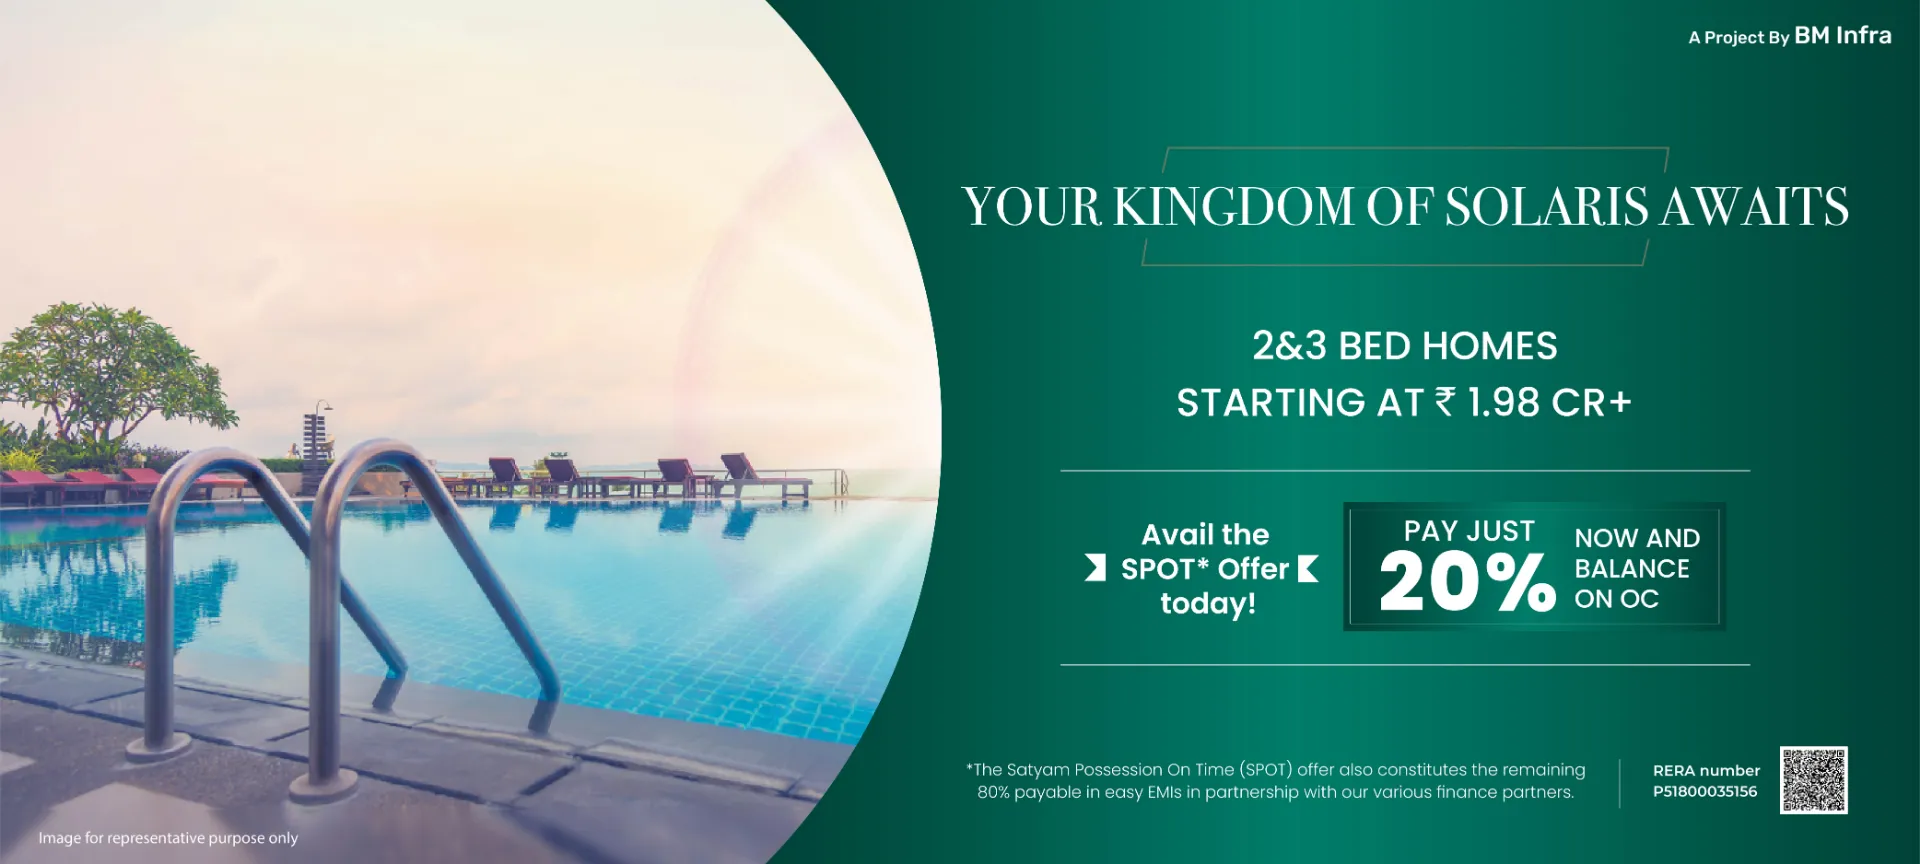 A Project By BM Infra
YOUR KINGDOM OF SOLARIS AWAITS
2&3 BED HOMES
STARTING AT ₹ 1.98 CR+
Avail the
SPOT* Offer
today!
PAY JUST
20%
NOW AND
BALANCE
ON OC
*The Satyam Possession On Time (SPOT) offer also constitutes the remaining
80% payable in easy EMIs in partnership with our various finance partners.
RERA number
P51800035156
Image for representative purpose only